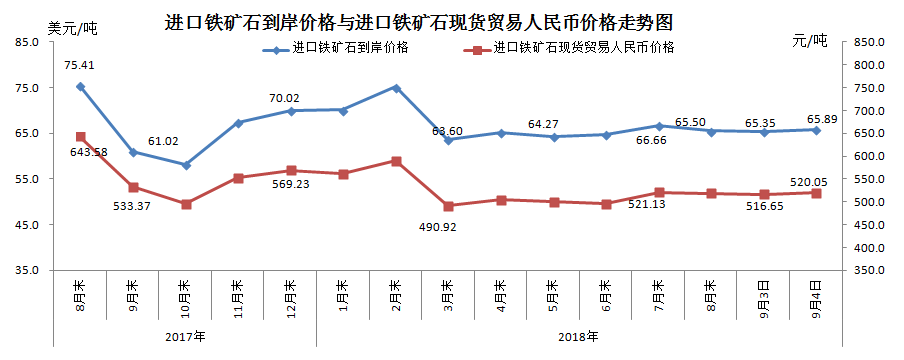 进口铁矿石到岸价格与进口铁矿石现货贸易人民币价格走势图
美元/吨
元/吨
进口铁矿石到岸价格
进口铁矿石现货贸易人民币价格
85.0
75.0
65.0
55.0
45.0
35.0
850.0
800.0
750.0
700.0
650.0
600.0
550.0
500.0
450.0
400.0
350.0
75.41
61.02
70.02
63.60
64.27
66.66
65.50
65.35
65.89
643.58
533.37
569.23
490.92
521.13
516.65
520.05
8月末
9月末
10月末
11月末
12月末
1月末
2月末
3月末
4月末
5月末
6月末
7月末
8月末
9月3日
9月4日
2017年
2018年